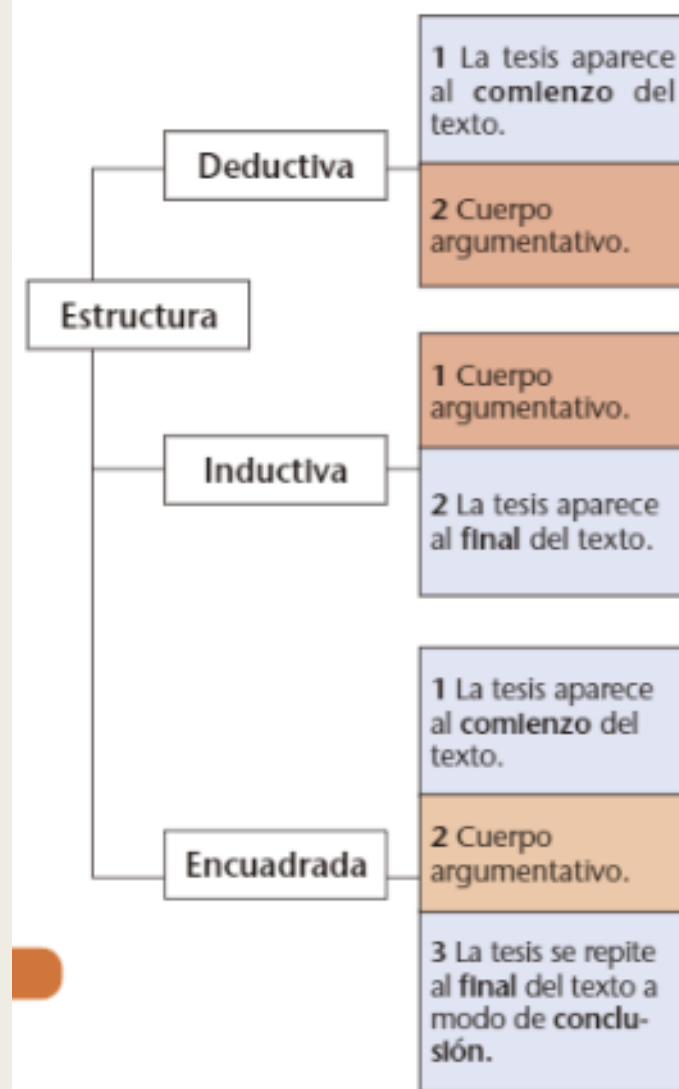 1 La tesis aparece
al comienzo del
texto.
Deductiva
2 Cuerpo
argumentativo.
Estructura
1 Cuerpo
argumentativo.
Inductiva
2 La tesis aparece
al final del texto.
1 La tesis aparece
al comienzo del
texto.
2 Cuerpo
argumentativo.
Encuadrada
3 La tesis se repite
al final del texto a
modo de conclu-
sión.